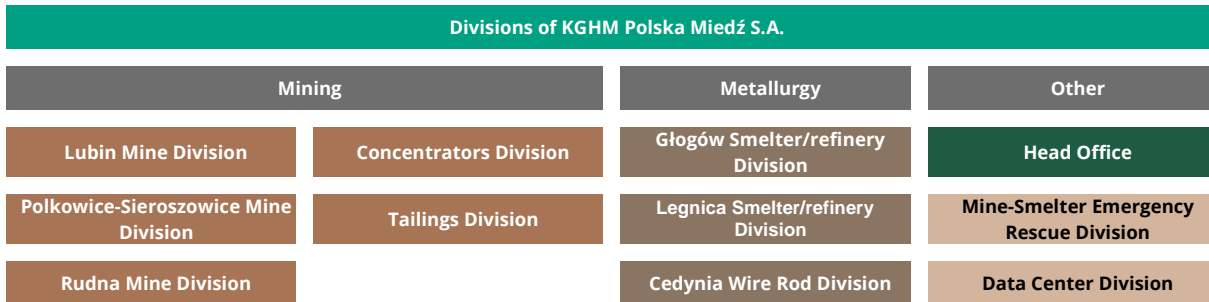 Divisions of KGHM Polska Miedź S.A.
Mining
Metallurgy
Other
Lubin Mine Division
Concentrators Division
Głogów Smelter/refinery
Division
Head Office
Polkowice-Sieroszowice Mine
Division
Tailings Division
Legnica Smelter/refinery
Division
Mine-Smelter Emergency
Rescue Division
Rudna Mine Division
Cedynia Wire Rod Division
Data Center Division